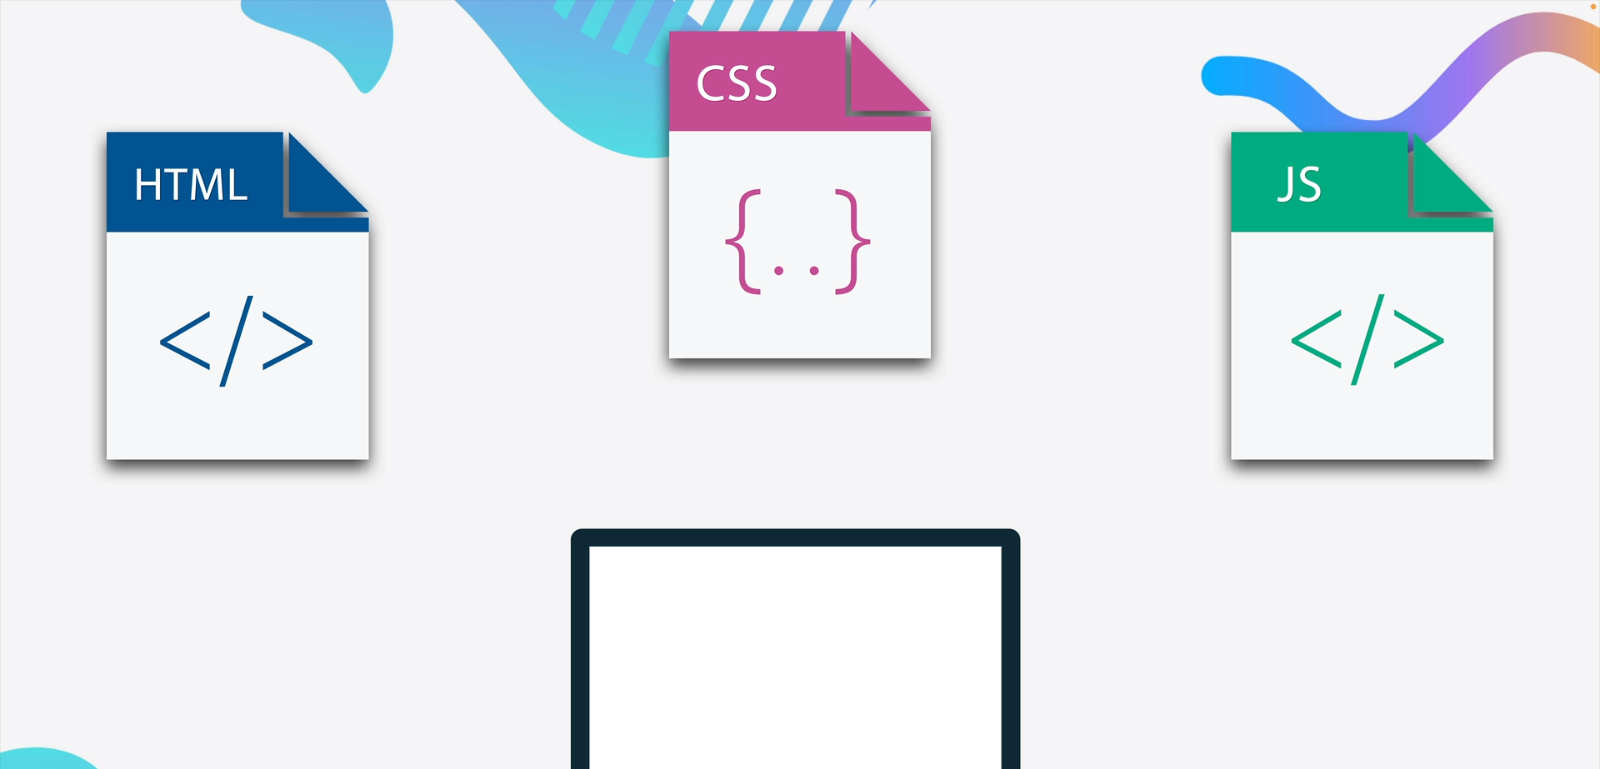 CSS
HTML
JS
{..}
</>
</>